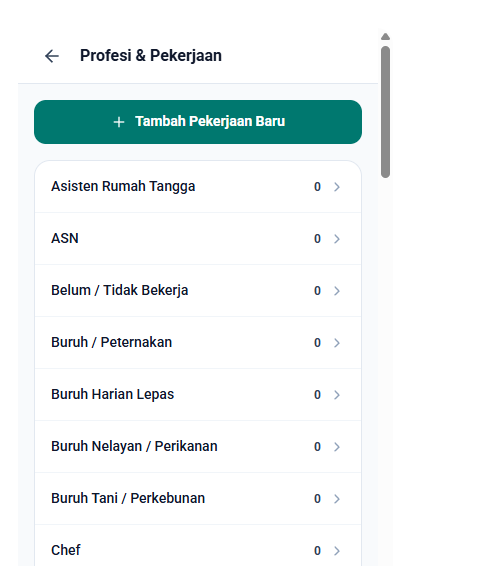 Profesi & Pekerjaan
+ Tambah Pekerjaan Baru
Asisten Rumah Tangga 0
ASN 0
Belum / Tidak Bekerja 0
Buruh / Peternakan 0
Buruh Harian Lepas 0
Buruh Nelayan / Perikanan 0
Buruh Tani / Perkebunan 0
Chef 0